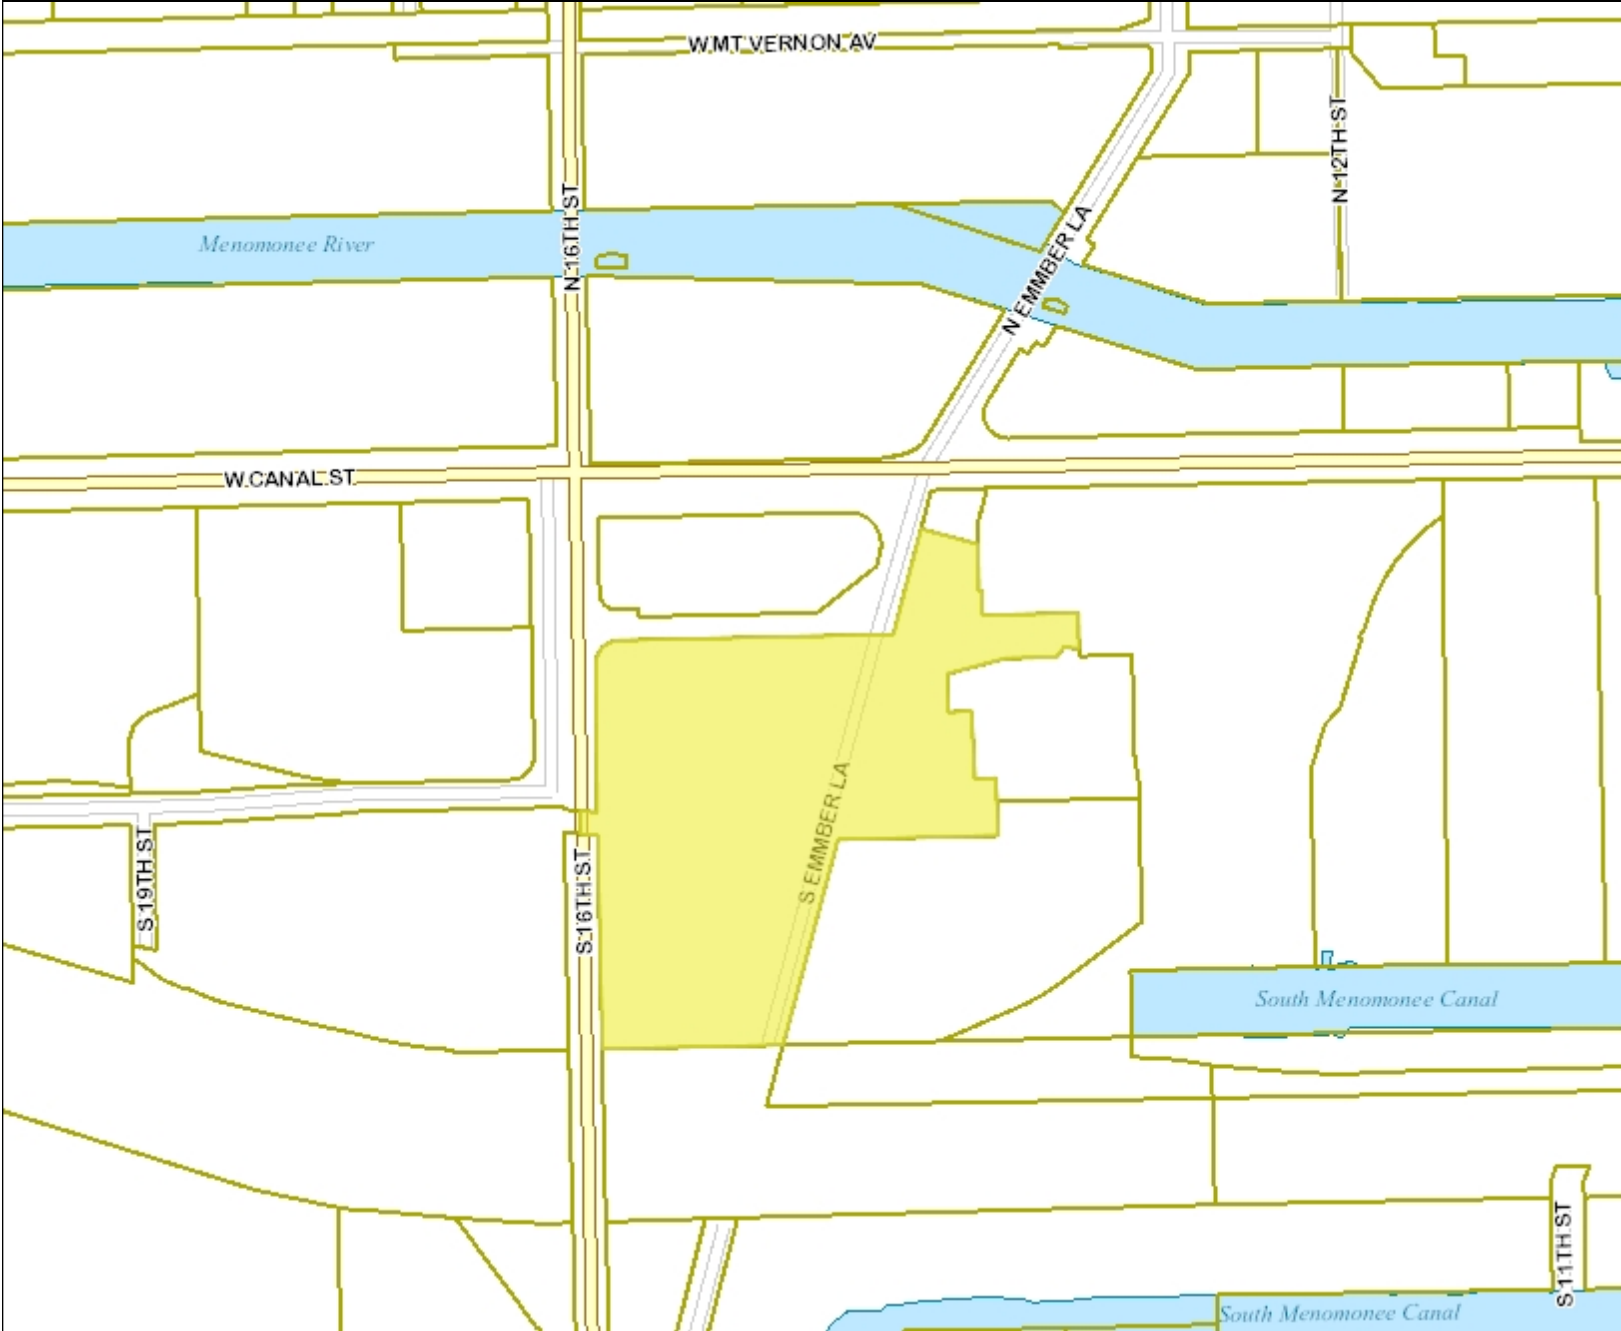 W MT VERNON AV
N 12TH ST
N 16TH ST
Menomonee River
N EMMBER LA
W CANAL ST
S EMMBER LA
S 19TH ST
S 16TH ST
South Menomonee Canal
S 11TH ST
South Menomonee Canal